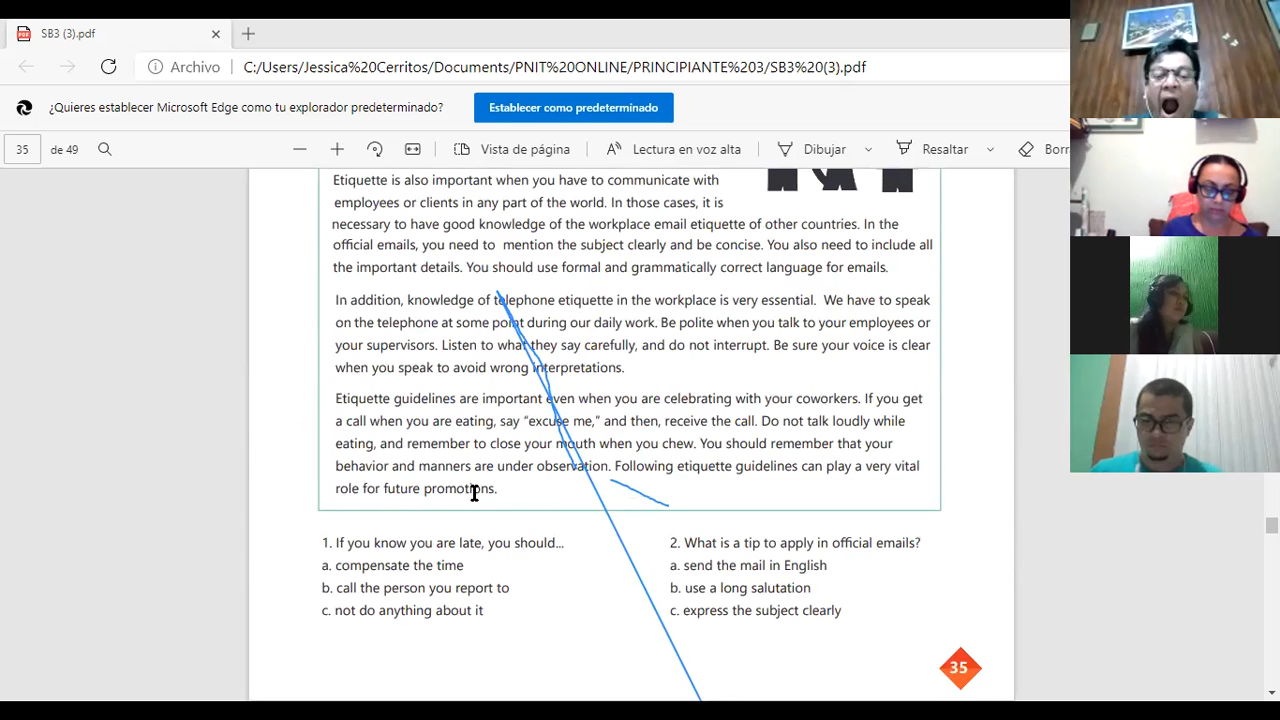 SB3 (3).pdf
Archivo
C:/Users/Jessica%20Cerritos/Documents/PNIT%20ONLINE/PRINCIPIANTE%203/SB3%20(3).pdf
¿Quieres establecer Microsoft Edge como tu explorador predeterminado?
Establecer como predeterminado
35 de 49
Vista de página
Lectura en voz alta
Dibujar
Resaltar
Borr
Etiquette is also important when you have to communicate with
employees or clients in any part of the world. In those cases, it is
necessary to have good knowledge of the workplace email etiquette of other countries. In the
official emails, you need to mention the subject clearly and be concise. You also need to include all
the important details. You should use formal and grammatically correct language for emails.
In addition, knowledge of telephone etiquette in the workplace is very essential. We have to speak
on the telephone at some point during our daily work. Be polite when you talk to your employees or
your supervisors. Listen to what they say carefully, and do not interrupt. Be sure your voice is clear
when you speak to avoid wrong interpretations.
Etiquette guidelines are important even when you are celebrating with your coworkers. If you get
a call when you are eating, say “excuse me,” and then, receive the call. Do not talk loudly while
eating, and remember to close your mouth when you chew. You should remember that your
behavior and manners are under observation. Following etiquette guidelines can play a very vital
role for future promotions.
1. If you know you are late, you should...
a. compensate the time
b. call the person you report to
c. not do anything about it
2. What is a tip to apply in official emails?
a. send the mail in English
b. use a long salutation
c. express the subject clearly
35